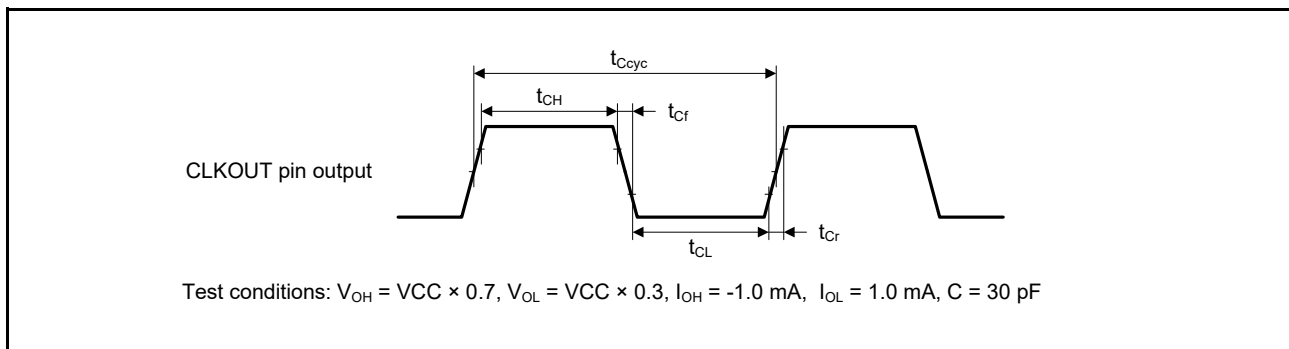 tCcyc
tCH
tCf
CLKOUT pin output
tCL
tCr
Test conditions: VOH = VCC × 0.7, VOL = VCC × 0.3, IOH = -1.0 mA, IOL = 1.0 mA, C = 30 pF